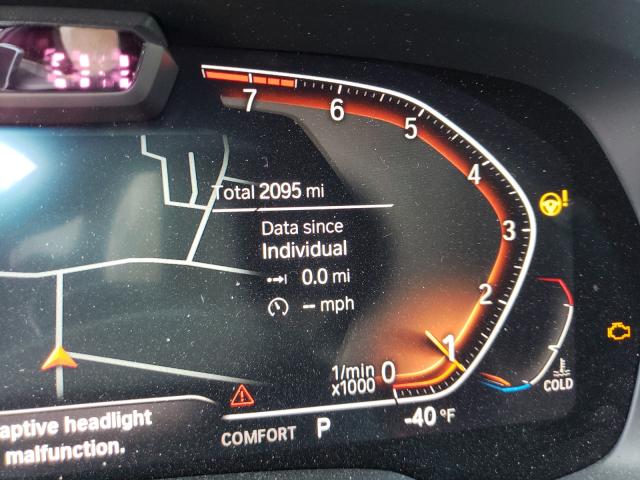 7
6
5
4
3
2
1
0
Total 2095 mi
Data since
Individual
0.0 mi
-- mph
1/min
x1000
COLD
-40 °F
adaptive headlight
malfunction.
COMFORT P